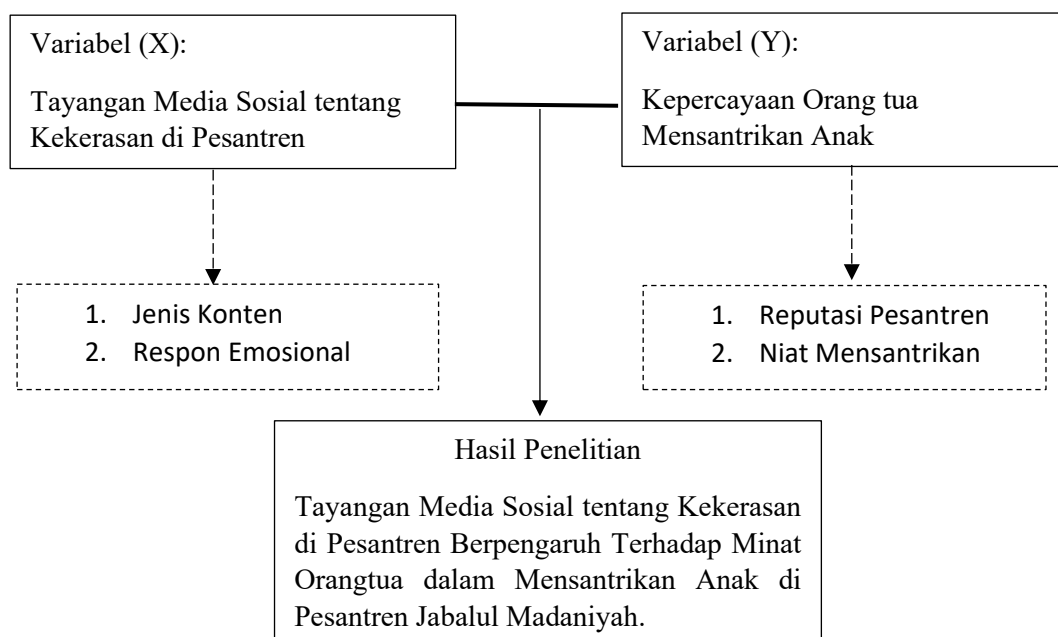 Variabel (X):
Tayangan Media Sosial tentang
Kekerasan di Pesantren
Variabel (Y):
Kepercayaan Orang tua
Mensantrikan Anak
1. Jenis Konten
2. Respon Emosional
1. Reputasi Pesantren
2. Niat Mensantrikan
Hasil Penelitian
Tayangan Media Sosial tentang Kekerasan
di Pesantren Berpengaruh Terhadap Minat
Orangtua dalam Mensantrikan Anak di
Pesantren Jabalul Madaniyah.